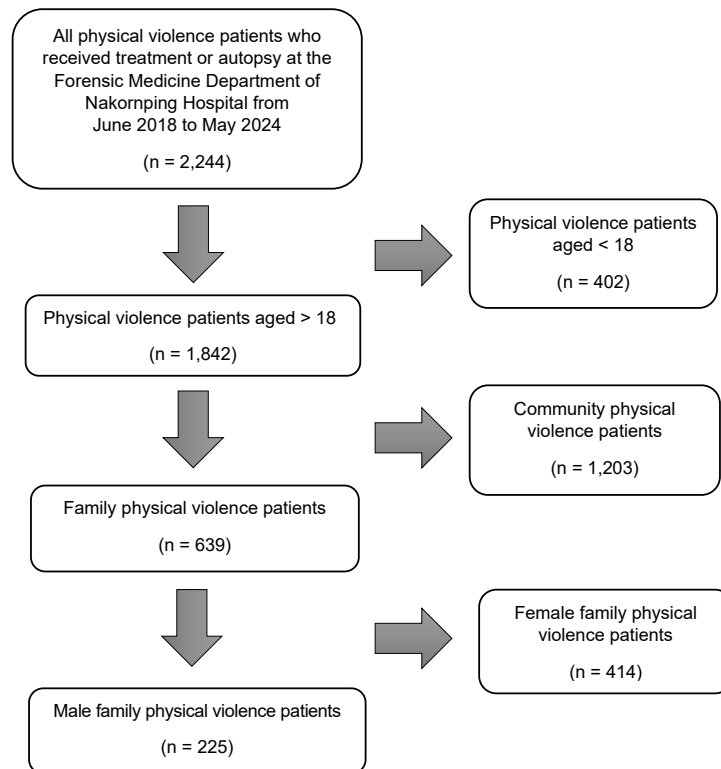 All physical violence patients who
received treatment or autopsy at the
Forensic Medicine Department of
Nakornping Hospital from
June 2018 to May 2024
(n = 2,244)
Physical violence patients
aged < 18
(n = 402)
Physical violence patients aged > 18
(n = 1,842)
Community physical
violence patients
(n = 1,203)
Family physical violence patients
(n = 639)
Female family physical
violence patients
(n = 414)
Male family physical violence patients
(n = 225)